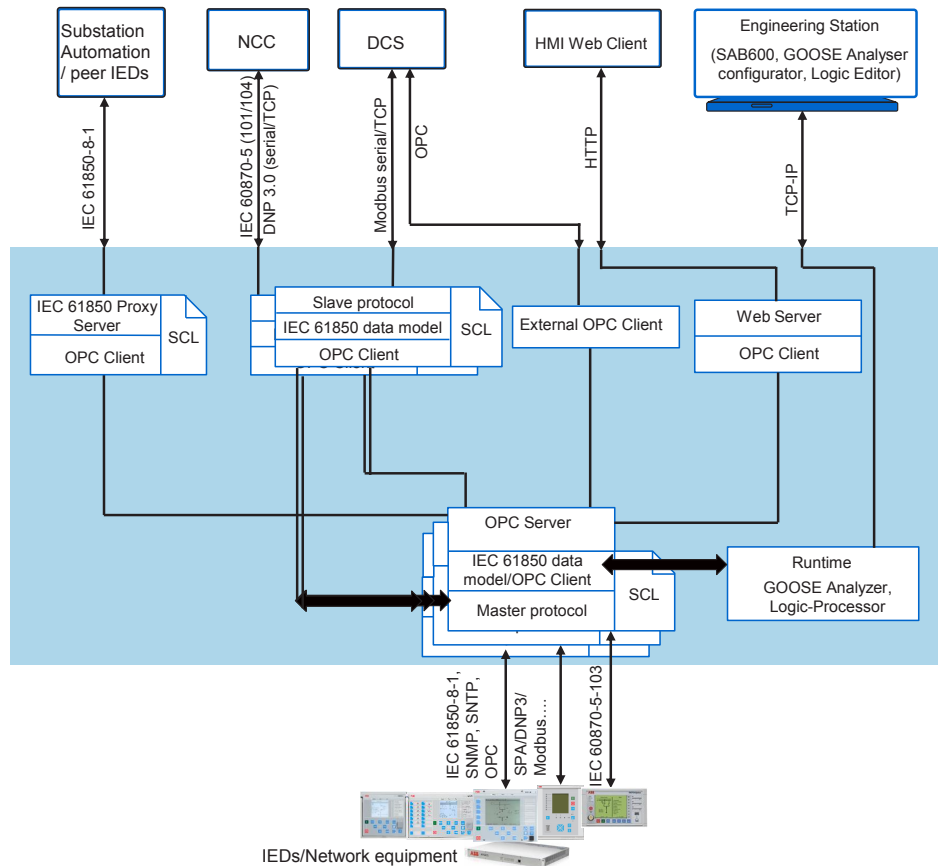 Substation
Automation
/ peer IEDs
NCC
DCS
HMI Web Client
Engineering Station
(SAB600, GOOSE Analyser
configurator, Logic Editor)
IEC 61850-8-1
IEC 60870-5 (101/104)
DNP 3.0 (serial/TCP)
Modbus serial/TCP
OPC
HTTP
TCP-IP
IEC 61850 Proxy
Server
OPC Client
SCL
Slave protocol
IEC 61850 data model
OPC Client
SCL
OPC Client
External OPC Client
Web Server
OPC Client
OPC Server
IEC 61850 data
model/OPC Client
Master protocol
SCL
Runtime
GOOSE Analyzer,
Logic-Processor
IEC 61850-8-1,
SNMP, SNTP,
OPC
SPA/DNP3/
Modbus....
IEC 60870-5-103
IEDs/Network equipment